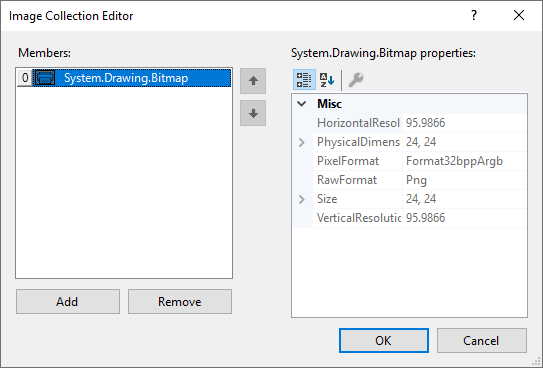 Image Collection Editor
Members:
0 System.Drawing.Bitmap
Add
Remove
System.Drawing.Bitmap properties:
Misc
HorizontalResol 95.9866
PhysicalDimens 24, 24
PixelFormat Format32bppArgb
RawFormat Png
Size 24, 24
VerticalResolutic 95.9866
OK
Cancel